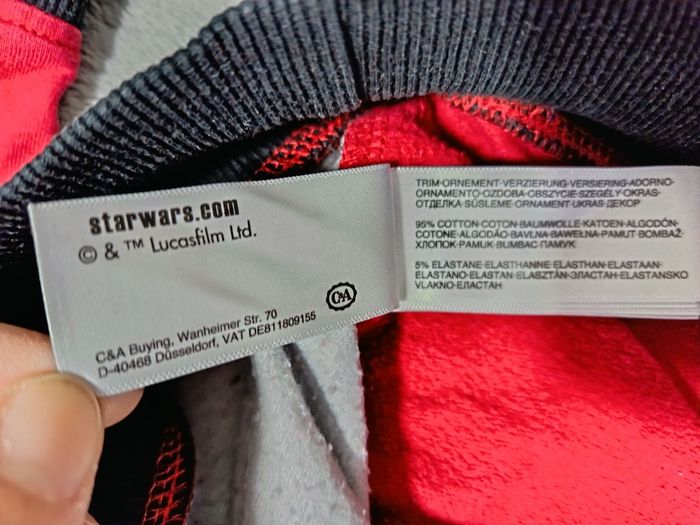 starwars.com
© & ™ Lucasfilm Ltd.
C&A
C&A Buying, Wanheimer Str. 70
D-40468 Düsseldorf, VAT DE811809155
TRIM·ORNEMENT·VERZIERUNG·VERSIERING·ADORNO·
ORNAMENTO·OZDOBA·OBSZYCIE·SZEGÉLY·OKRAS·
ОТДЕЛКА·SÜSLEME·ORNAMENT·UKRAS·ДЕКОР
95% COTTON·COTON·BAUMWOLLE·KATOEN·ALGODÓN·
COTONE·ALGODÃO·BAVLNA·BAWEŁNA·PAMUT·BOMBAŽ·
ХЛОПОК·PAMUK·BUMBAC·ПАМУК
5% ELASTANE·ELASTHANNE·ELASTHAN·ELASTAAN·
ELASTANO·ELASTAN·ELASZTÁN·ЭЛАСТАН·ELASTANSKO
VLAKNO·ЕЛАСТАН